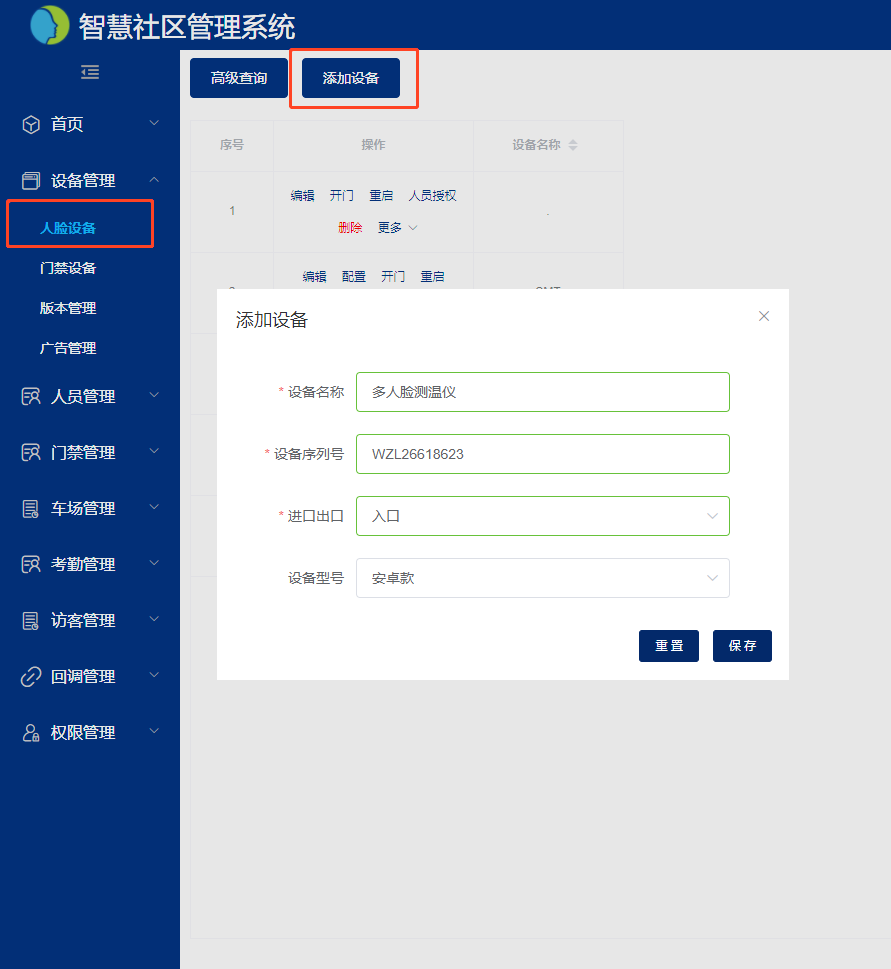 智慧社区管理系统
首页
设备管理
人脸设备
门禁设备
版本管理
广告管理
人员管理
门禁管理
车场管理
考勤管理
访客管理
回调管理
权限管理
高级查询 添加设备
序号 操作 设备名称
1 编辑 开门 重启 人员授权
删除 更多
编辑 配置 开门 重启
添加设备
* 设备名称 多人脸测温仪
* 设备序列号 WZL26618623
* 进口出口 入口
设备型号 安卓款
重置 保存